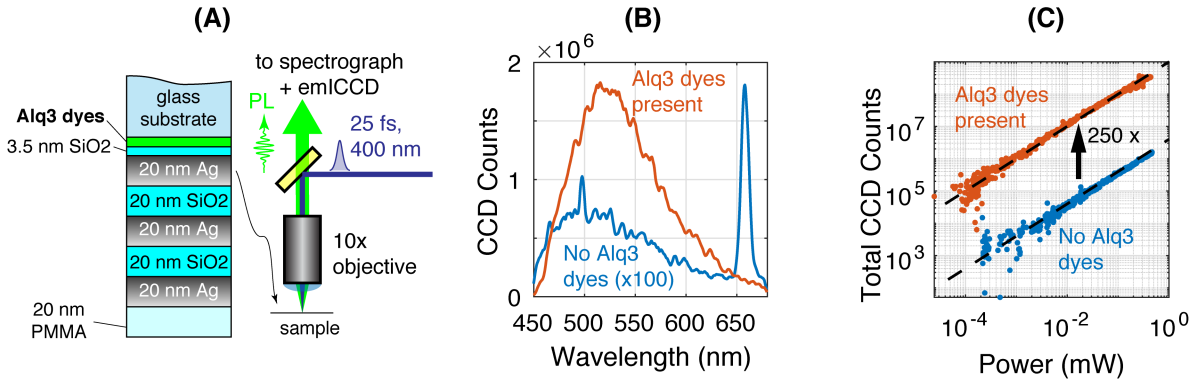 (A)
glass
substrate
Alq3 dyes
3.5 nm SiO2
20 nm Ag
20 nm SiO2
20 nm Ag
20 nm SiO2
20 nm Ag
20 nm
PMMA
to spectrograph
+ emICCD
PL
25 fs,
400 nm
10x
objective
sample
(B)
×10^6
2
1
0
CCD Counts
Alq3 dyes
present
No Alq3
dyes (x100)
450 500 550 600 650
Wavelength (nm)
(C)
Total CCD Counts
10^7
10^5
10^3
Alq3 dyes
present
250 x
No Alq3
dyes
10^-4 10^-2 10^0
Power (mW)